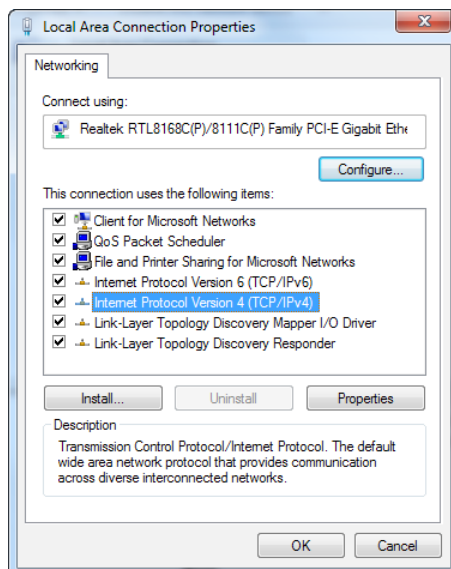 Local Area Connection Properties
Networking
Connect using:
Realtek RTL8168C(P)/8111C(P) Family PCI-E Gigabit Ethe
Configure...
This connection uses the following items:
Client for Microsoft Networks
QoS Packet Scheduler
File and Printer Sharing for Microsoft Networks
Internet Protocol Version 6 (TCP/IPv6)
Internet Protocol Version 4 (TCP/IPv4)
Link-Layer Topology Discovery Mapper I/O Driver
Link-Layer Topology Discovery Responder
Install... Uninstall Properties
Description
Transmission Control Protocol/Internet Protocol. The default
wide area network protocol that provides communication
across diverse interconnected networks.
OK Cancel